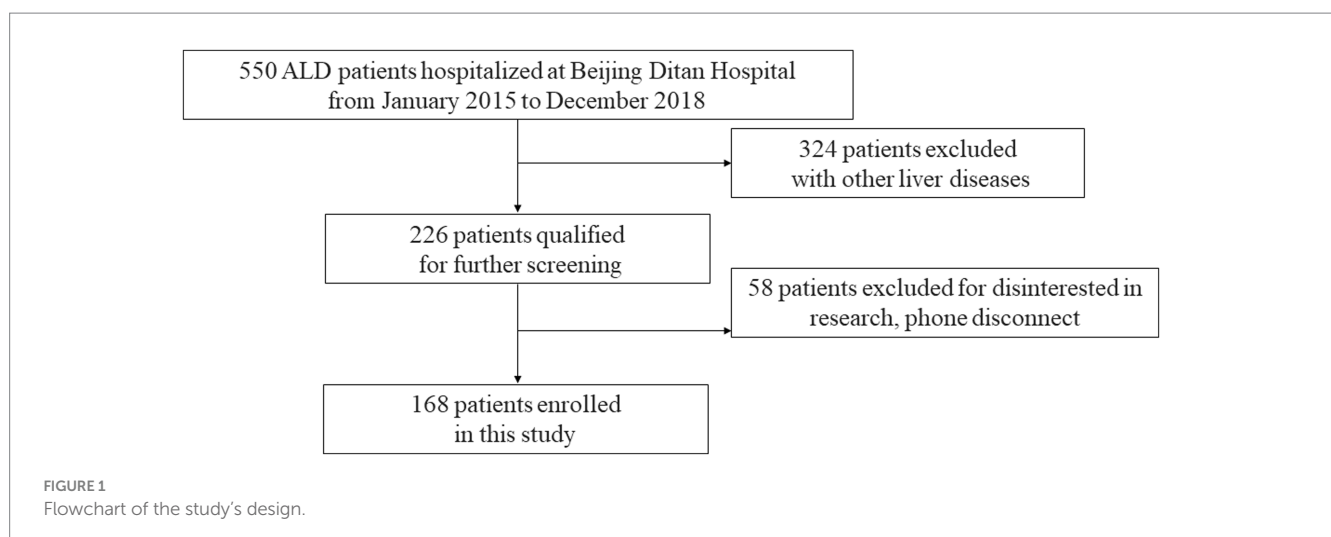 550 ALD patients hospitalized at Beijing Ditan Hospital
from January 2015 to December 2018
324 patients excluded
with other liver diseases
226 patients qualified
for further screening
58 patients excluded for disinterested in
research, phone disconnect
168 patients enrolled
in this study
FIGURE 1
Flowchart of the study’s design.